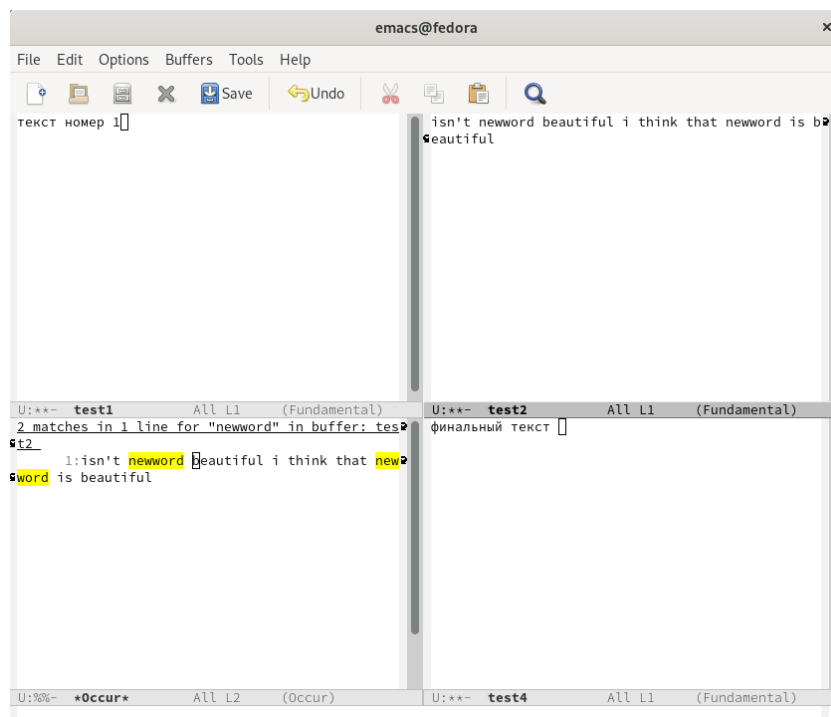 emacs@fedora
File Edit Options Buffers Tools Help
Save Undo
текст номер 1
U:**- test1 All L1 (Fundamental)
isn't newword beautiful i think that newword is b
eautiful
U:**- test2 All L1 (Fundamental)
2 matches in 1 line for "newword" in buffer: tes
t2
1:isn't newword beautiful i think that new
word is beautiful
U:%%- *Occur* All L2 (Occur)
финальный текст
U:**- test4 All L1 (Fundamental)